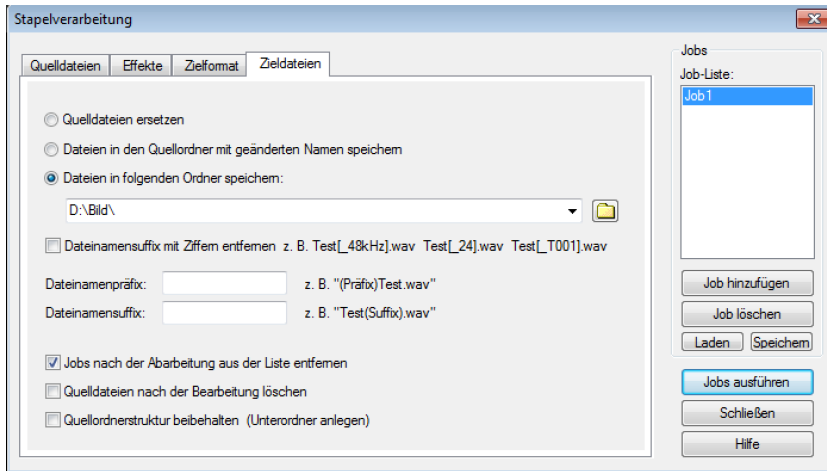 Stapelverarbeitung
Quelldateien Effekte Zielformat Zieldateien
Quelldateien ersetzen
Dateien in den Quellordner mit geänderten Namen speichern
Dateien in folgenden Ordner speichern:
D:\Bild\
Dateinamensuffix mit Ziffern entfernen z. B. Test[_48kHz].wav Test[_24].wav Test[_T001].wav
Dateinamenpräfix: z. B. "(Präfix)Test.wav"
Dateinamensuffix: z. B. "Test(Suffix).wav"
Jobs nach der Abarbeitung aus der Liste entfernen
Quelldateien nach der Bearbeitung löschen
Quellordnerstruktur beibehalten (Unterordner anlegen)
Jobs
Job-Liste:
Job1
Job hinzufügen
Job löschen
Laden Speichern
Jobs ausführen
Schließen
Hilfe